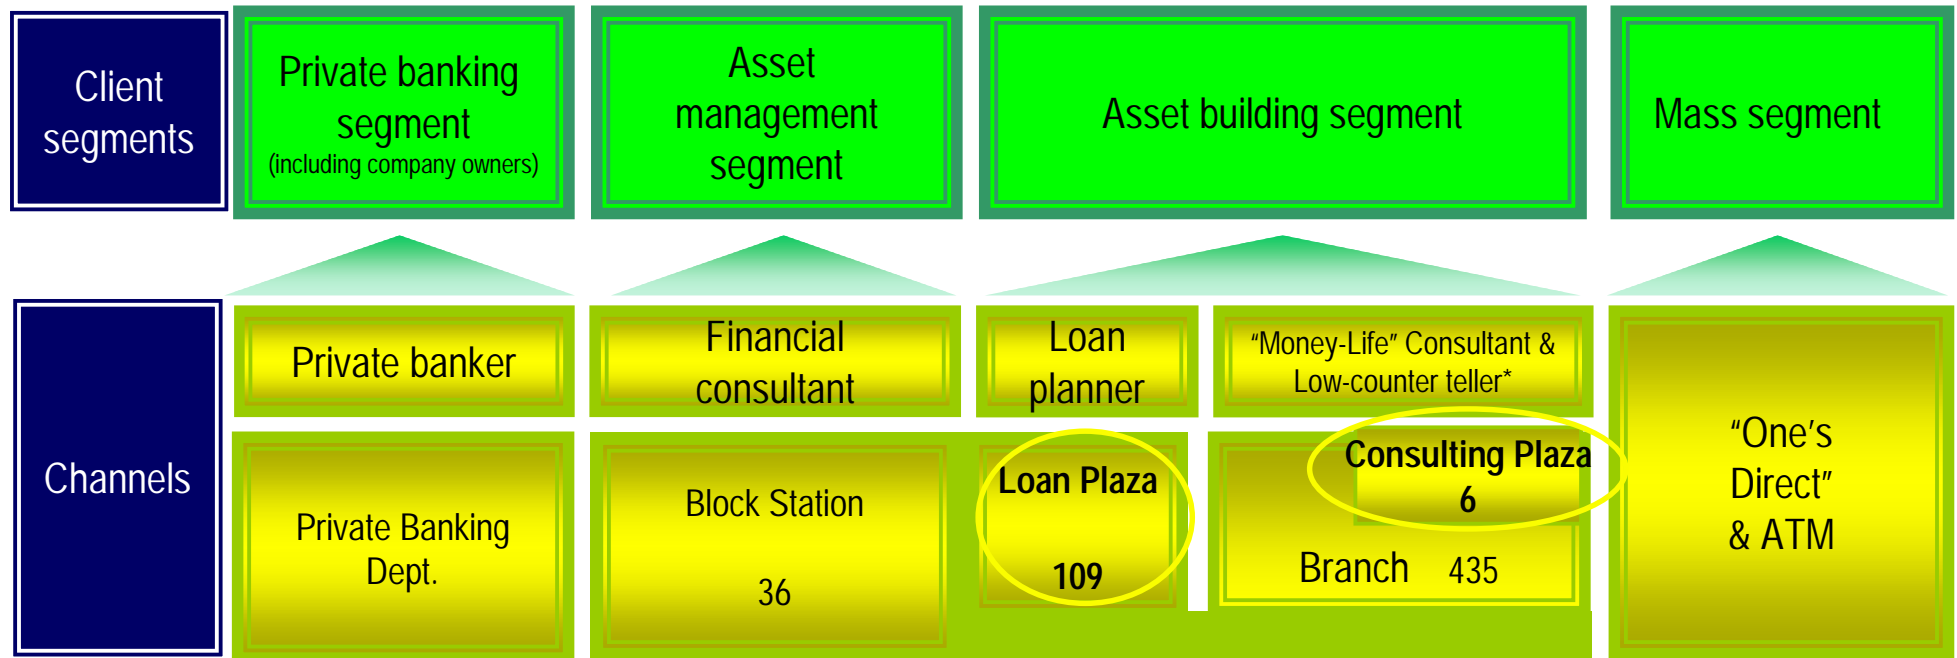 Client
segments
Private banking
segment
(including company owners)
Asset
management
segment
Asset building segment
Mass segment
Channels
Private banker
Financial
consultant
Loan
planner
“Money-Life” Consultant &
Low-counter teller*
Private Banking
Dept.
Block Station
36
Loan Plaza
109
Consulting Plaza
6
Branch 435
“One’s
Direct”
& ATM